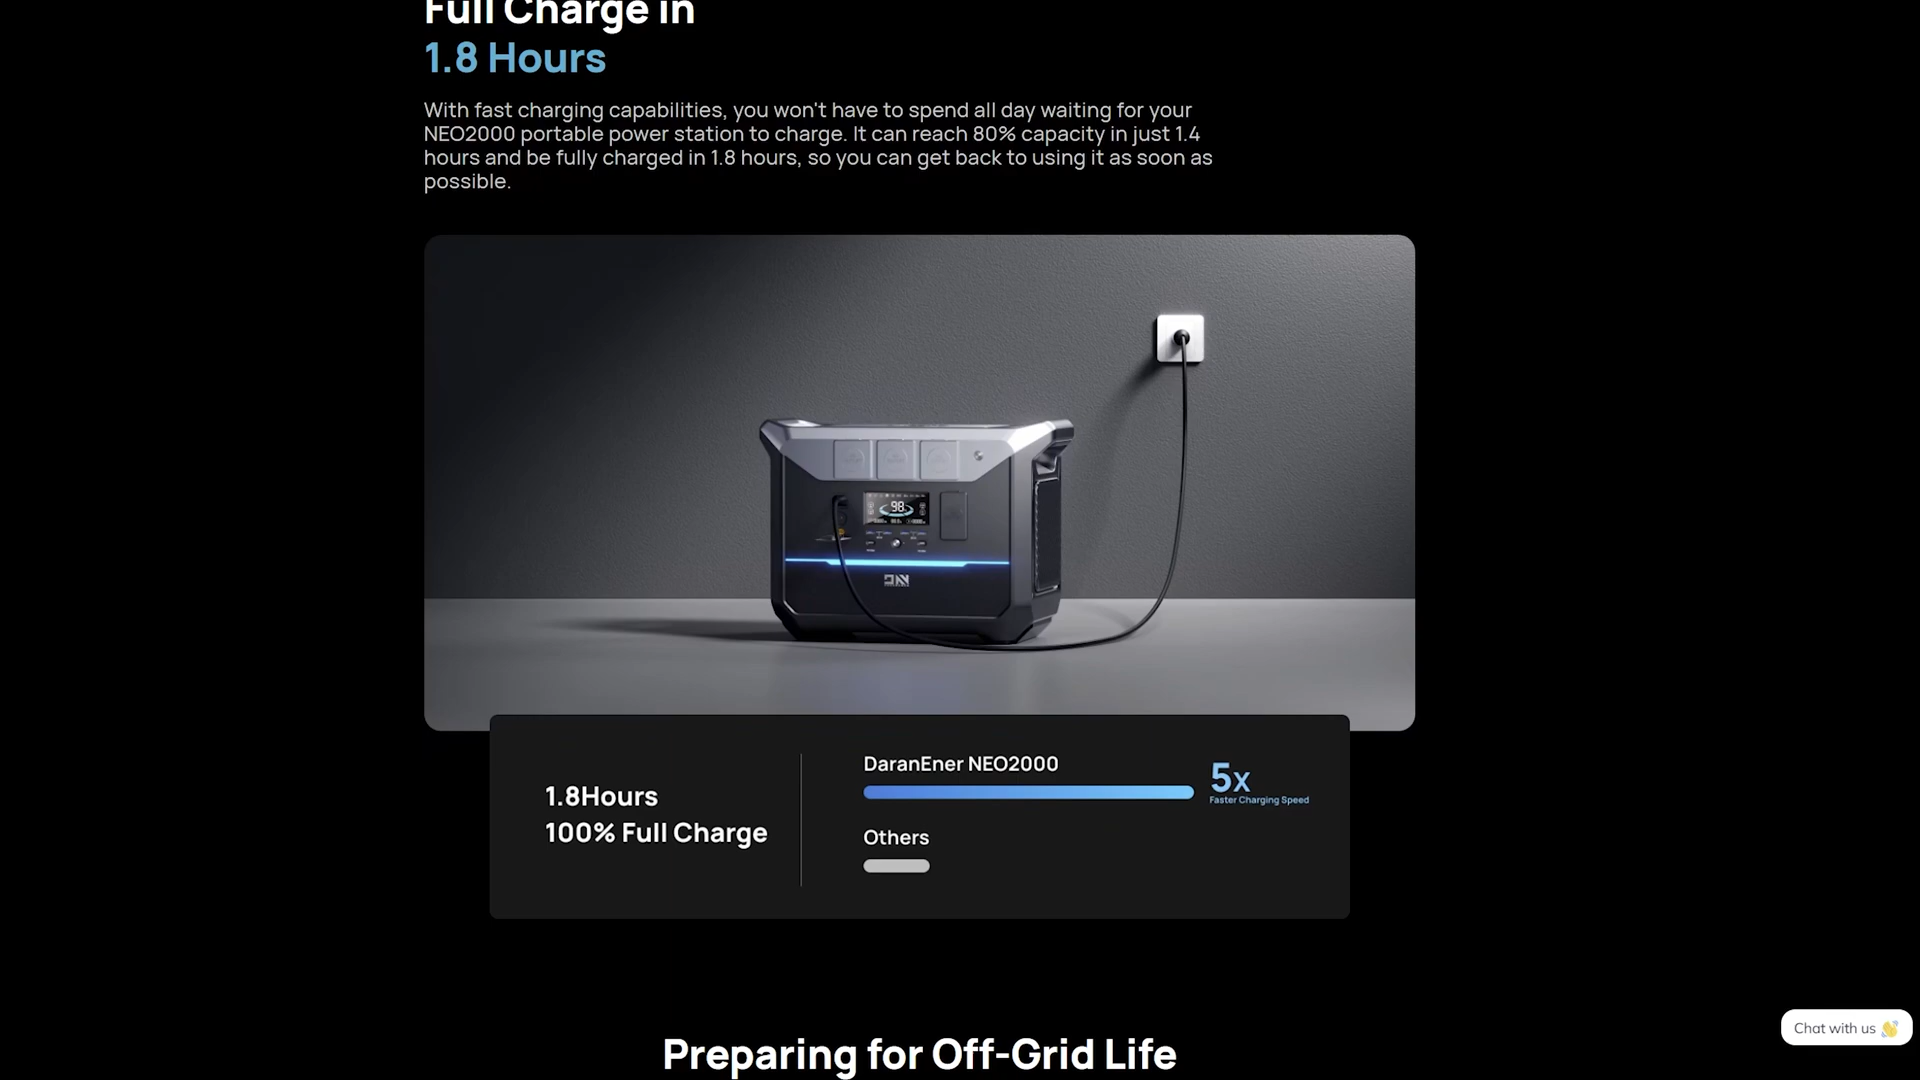 Full Charge in
1.8 Hours
With fast charging capabilities, you won't have to spend all day waiting for your
NEO2000 portable power station to charge. It can reach 80% capacity in just 1.4
hours and be fully charged in 1.8 hours, so you can get back to using it as soon as
possible.
98
1.8Hours
100% Full Charge
DaranEner NEO2000
5x
Faster Charging Speed
Others
Preparing for Off-Grid Life
Chat with us 👋